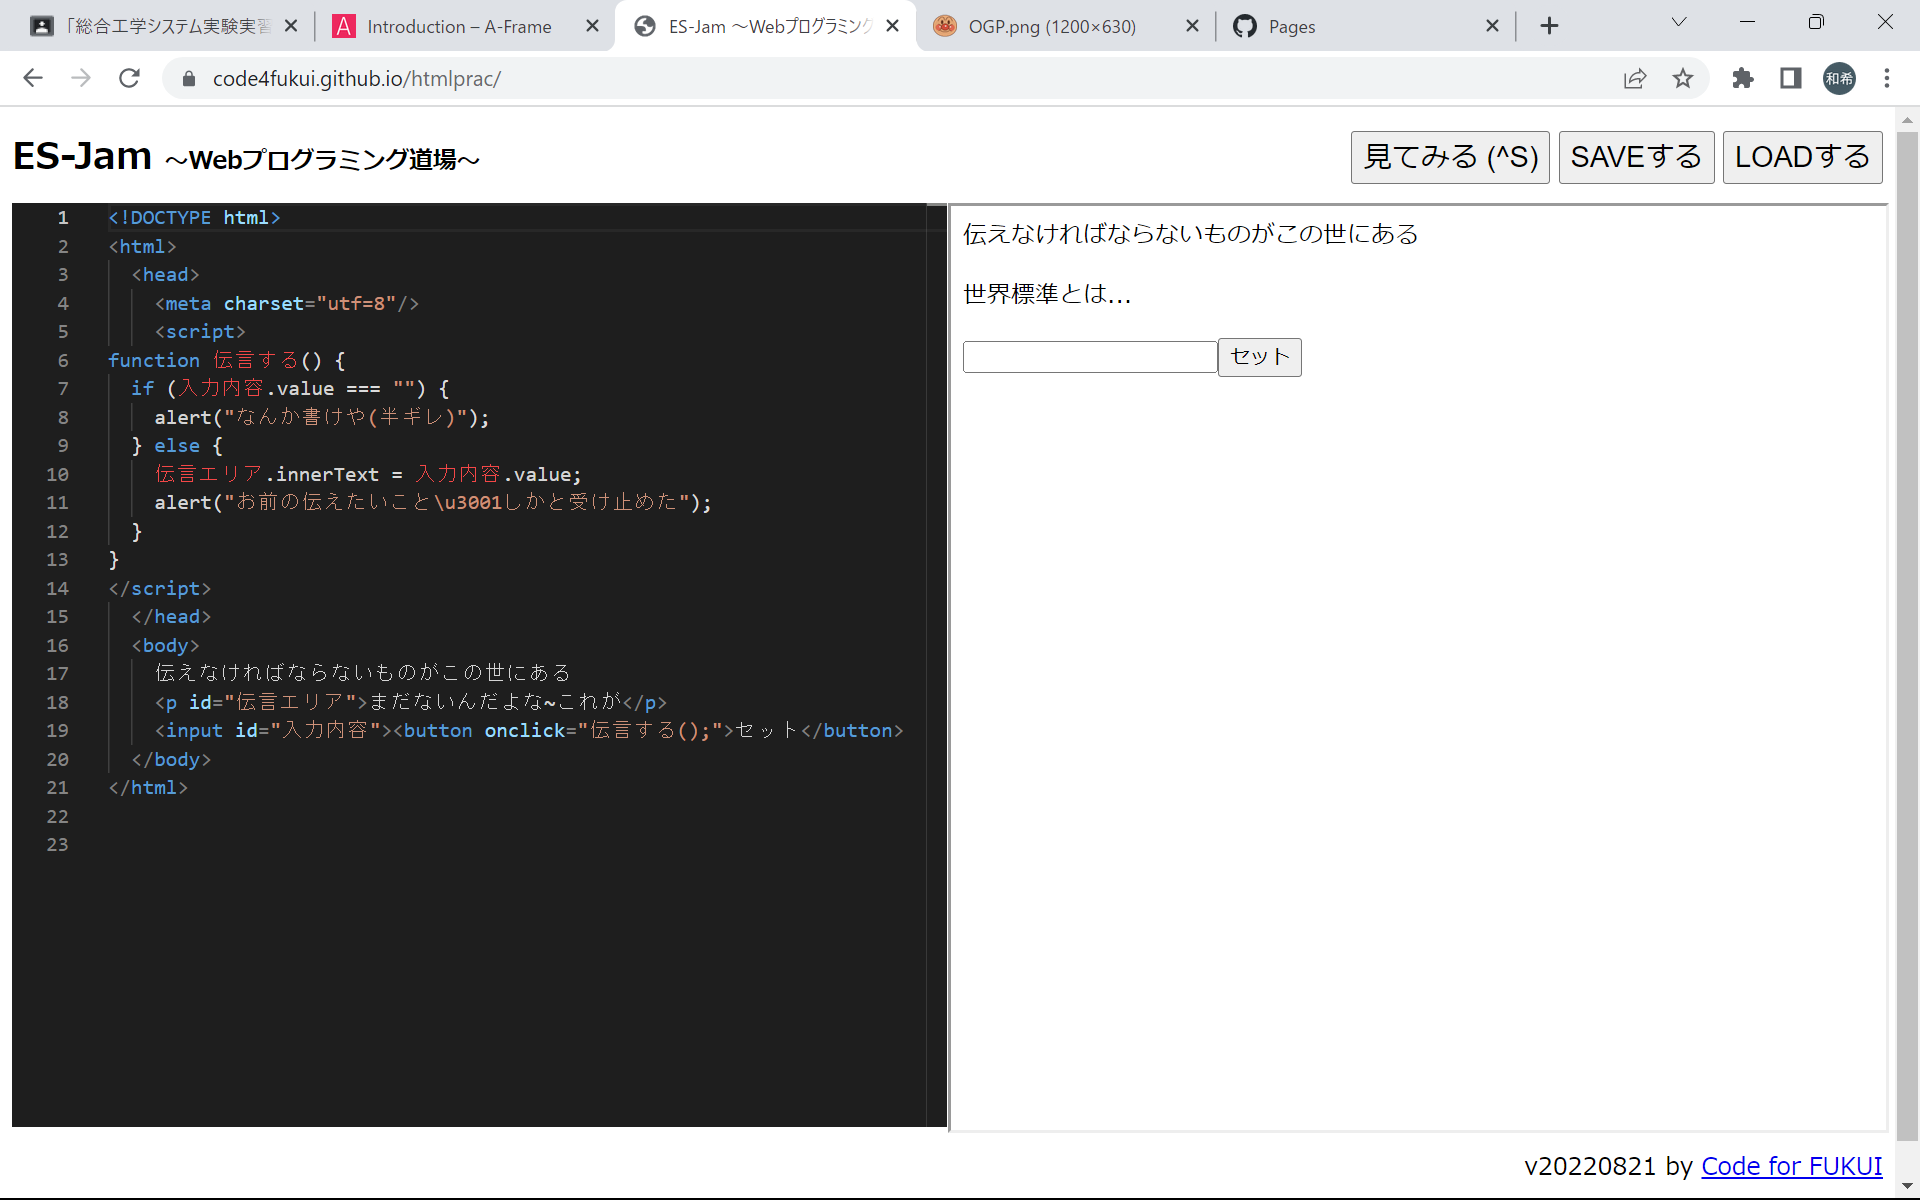 「総合工学システム実験実習
Introduction – A-Frame
ES-Jam ～Webプログラミング
OGP.png (1200×630)
Pages
code4fukui.github.io/htmlprac/
和希
ES-Jam ～Webプログラミング道場～
見てみる (^S)
SAVEする
LOADする
1 <!DOCTYPE html>
2 <html>
3 <head>
4 <meta charset="utf=8"/>
5 <script>
6 function 伝言する() {
7 if (入力内容.value === "") {
8 alert("なんか書けや(半ギレ)");
9 } else {
10 伝言エリア.innerText = 入力内容.value;
11 alert("お前の伝えたいこと\u3001しかと受け止めた");
12 }
13 }
14 </script>
15 </head>
16 <body>
17 伝えなければならないものがこの世にある
18 <p id="伝言エリア">まだないんだよな~これが</p>
19 <input id="入力内容"><button onclick="伝言する();">セット</button>
20 </body>
21 </html>
22
23
伝えなければならないものがこの世にある
世界標準とは...
セット
v20220821 by Code for FUKUI